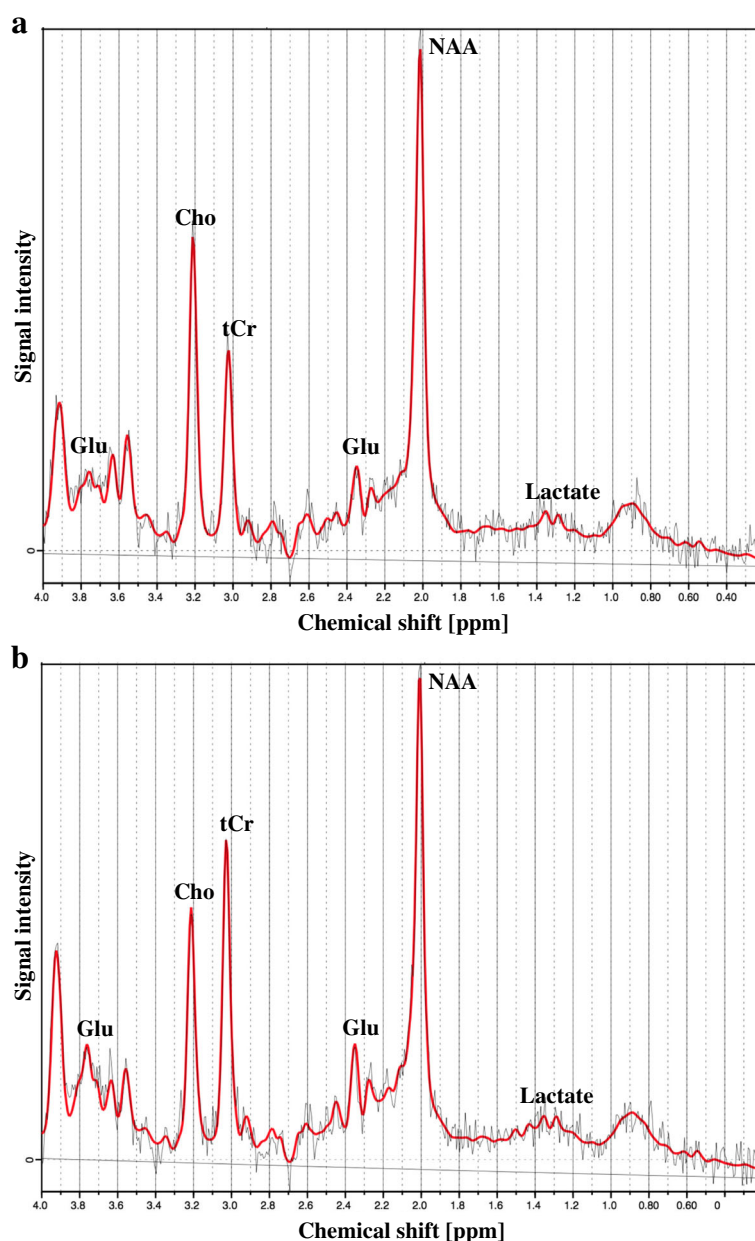 a
NAA
Cho
tCr
Glu
Glu
Lactate
Signal intensity
0
4.0 3.6 3.4 3.2 3.0 2.8 2.6 2.4 2.2 2.0 1.8 1.6 1.4 1.2 1.0 0.80 0.60 0.40
Chemical shift [ppm]
b
NAA
tCr
Cho
Glu
Glu
Lactate
Signal intensity
0
4.0 3.8 3.6 3.4 3.2 3.0 2.8 2.6 2.4 2.2 2.0 1.8 1.6 1.4 1.2 1.0 0.80 0.60 0
Chemical shift [ppm]